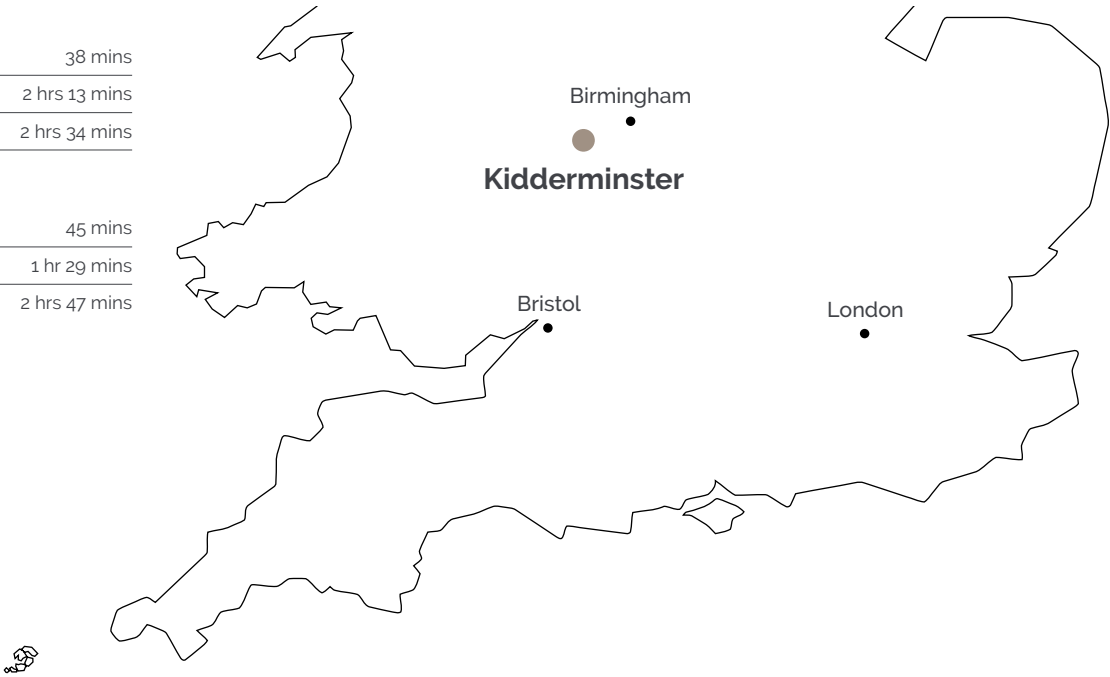 38 mins
2 hrs 13 mins
2 hrs 34 mins
45 mins
1 hr 29 mins
2 hrs 47 mins
Birmingham
Kidderminster
Bristol
London